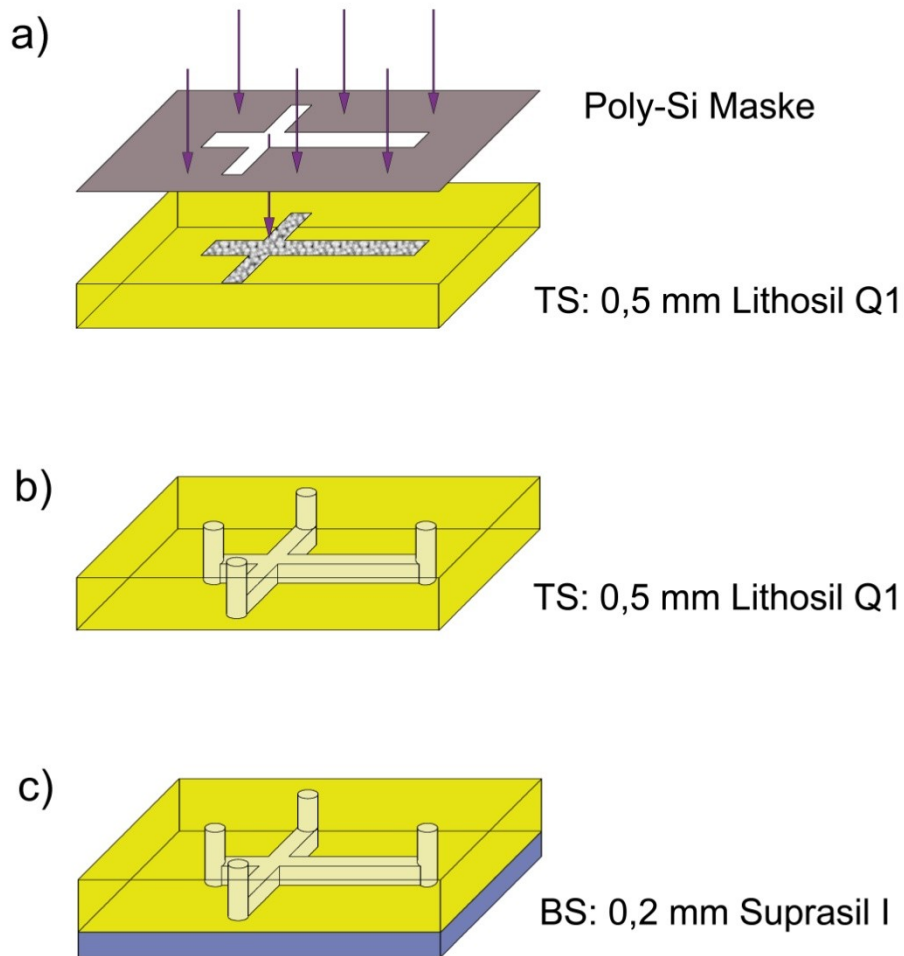 a)
Poly-Si Maske
TS: 0,5 mm Lithosil Q1
b)
TS: 0,5 mm Lithosil Q1
c)
BS: 0,2 mm Suprasil I